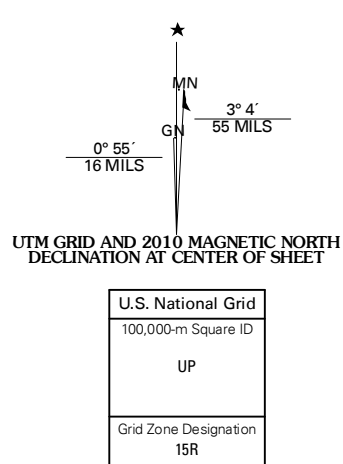 ★
MN
3° 4´
55 MILS
GN
0° 55´
16 MILS
UTM GRID AND 2010 MAGNETIC NORTH
DECLINATION AT CENTER OF SHEET
U.S. National Grid
100,000-m Square ID
UP
Grid Zone Designation
15R